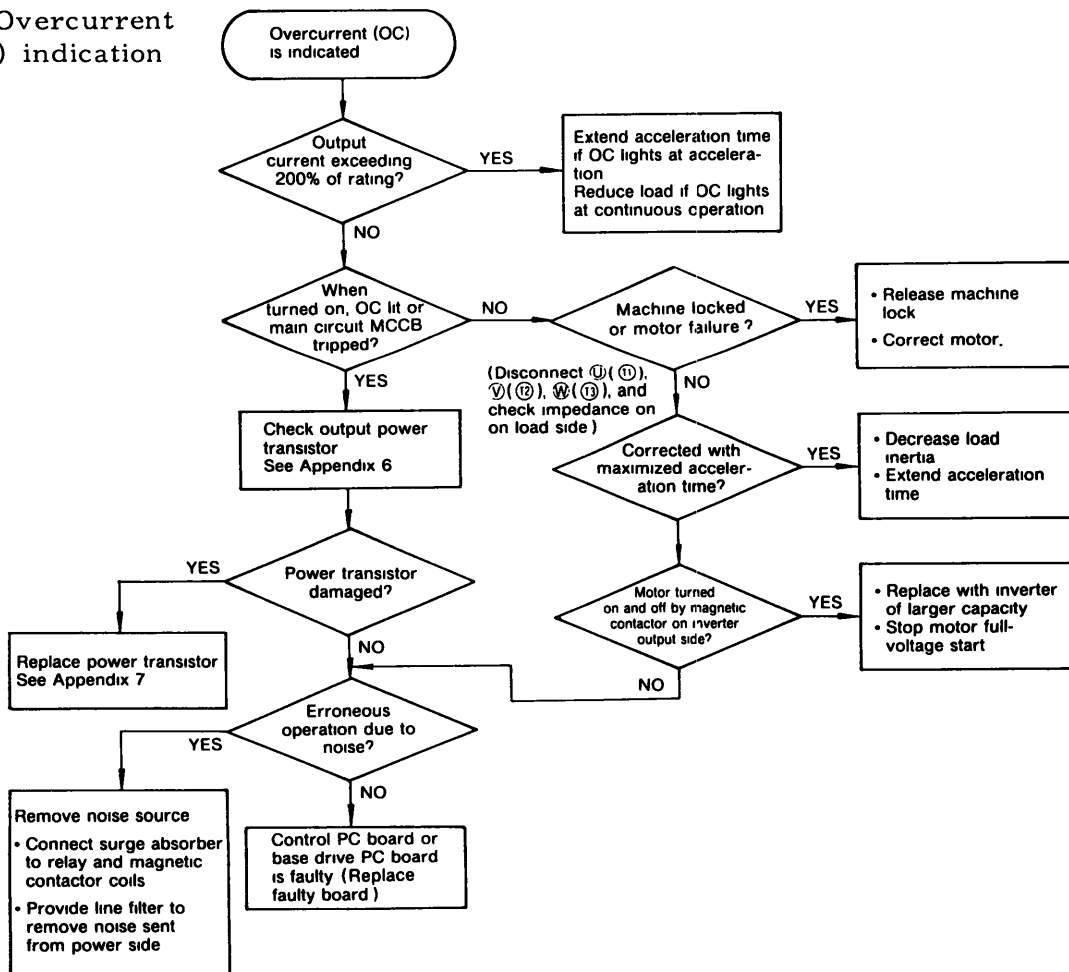 Overcurrent
) indication
Overcurrent (OC)
is indicated
Output
current exceeding
200% of rating?
YES
Extend acceleration time
if OC lights at accelera-
tion
Reduce load if OC lights
at continuous operation
NO
When
turned on, OC lit or
main circuit MCCB
tripped?
NO
Machine locked
or motor failure ?
YES
• Release machine
lock
• Correct motor.
YES
(Disconnect Ⓤ(Ⓣ1),
Ⓥ(Ⓣ2), Ⓦ(Ⓣ3), and
check impedance on
on load side)
NO
Check output power
transistor
See Appendix 6
Corrected with
maximized acceler-
ation time?
YES
• Decrease load
inertia
• Extend acceleration
time
YES
Power transistor
damaged?
Motor turned
on and off by magnetic
contactor on inverter
output side?
YES
• Replace with inverter
of larger capacity
• Stop motor full-
voltage start
Replace power transistor
See Appendix 7
NO
NO
YES
Erroneous
operation due to
noise?
NO
Remove noise source
• Connect surge absorber
to relay and magnetic
contactor coils
• Provide line filter to
remove noise sent
from power side
Control PC board or
base drive PC board
is faulty (Replace
faulty board)